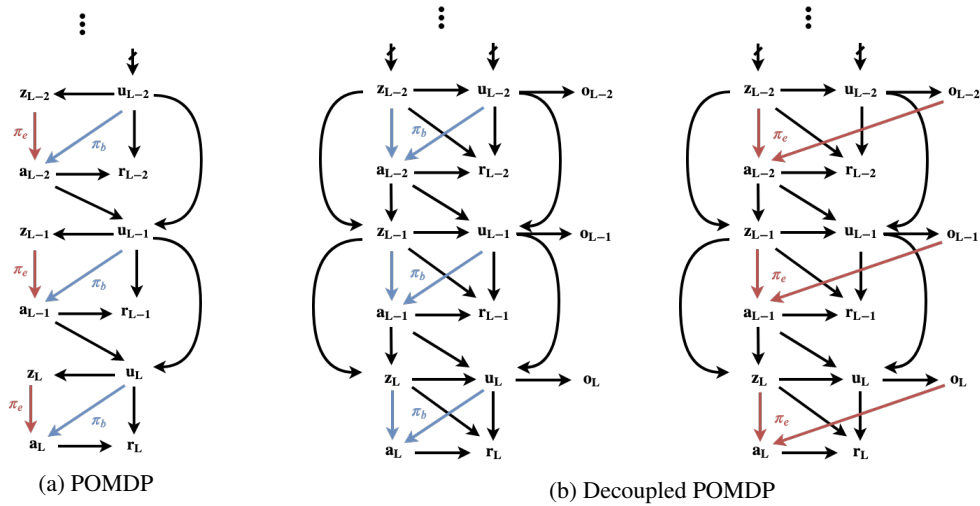 z_{L-2} u_{L-2} z_{L-2} u_{L-2} o_{L-2} z_{L-2} u_{L-2} o_{L-2}
π_e π_b π_b π_e
a_{L-2} r_{L-2} a_{L-2} r_{L-2} a_{L-2} r_{L-2}
z_{L-1} u_{L-1} z_{L-1} u_{L-1} o_{L-1} z_{L-1} u_{L-1} o_{L-1}
π_e π_b π_b π_e
a_{L-1} r_{L-1} a_{L-1} r_{L-1} a_{L-1} r_{L-1}
z_L u_L z_L u_L o_L z_L u_L o_L
π_e π_b π_b π_e
a_L r_L a_L r_L a_L r_L
(a) POMDP
(b) Decoupled POMDP